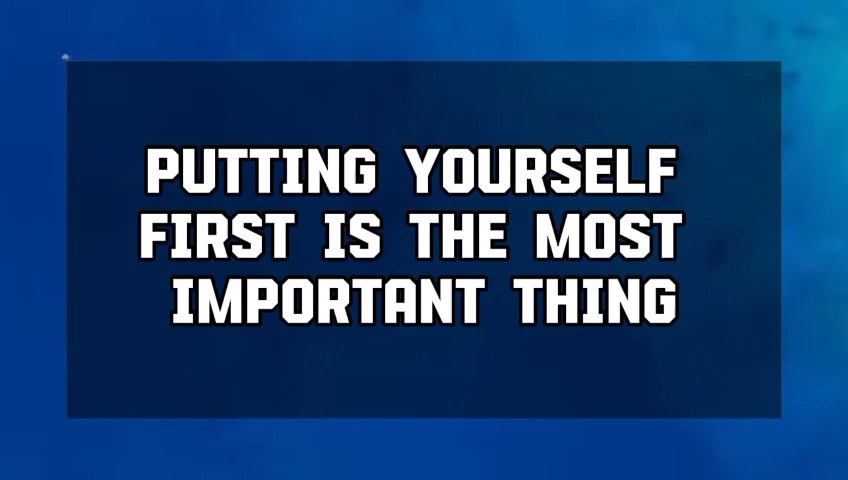 PUTTING YOURSELF
FIRST IS THE MOST
IMPORTANT THING